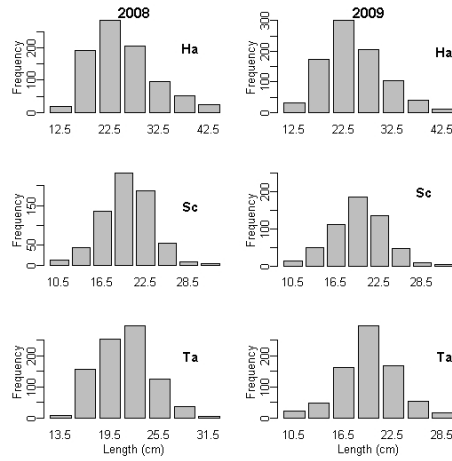 2008
2009
Frequency
0 100 200
Ha
12.5 22.5 32.5 42.5
Frequency
0 100 200 300
Ha
12.5 22.5 32.5 42.5
Frequency
0 50 150
Sc
10.5 16.5 22.5 28.5
Frequency
0 100 200
Sc
10.5 16.5 22.5 28.5
Frequency
0 100 200
Ta
13.5 19.5 25.5 31.5
Length (cm)
Frequency
0 100 200
Ta
10.5 16.5 22.5 28.5
Length (cm)